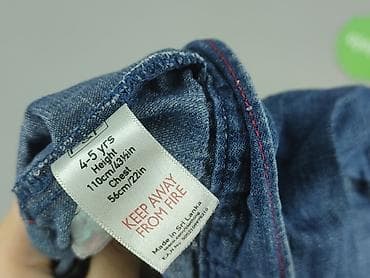 4-5 yrs
Height
110cm/43½in
Chest
56cm/22in
KEEP AWAY
FROM FIRE
Made in Sri Lanka